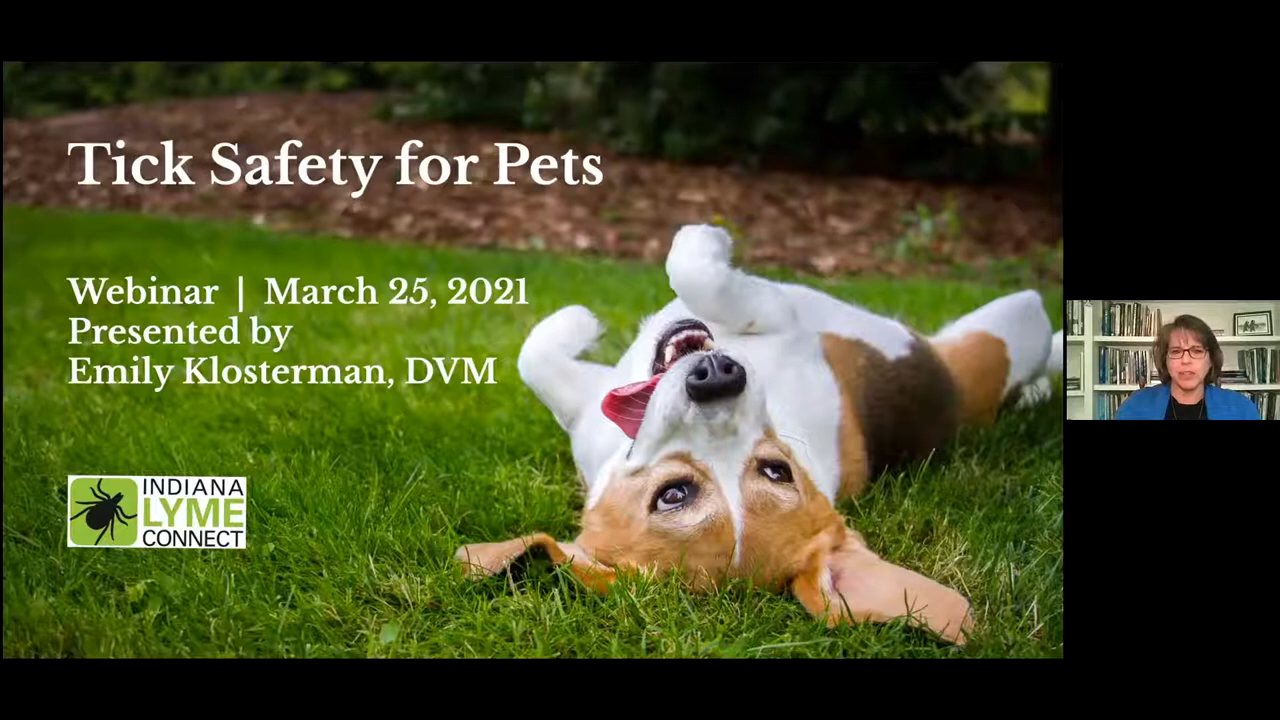 Tick Safety for Pets
Webinar | March 25, 2021
Presented by
Emily Klosterman, DVM
INDIANA
LYME
CONNECT